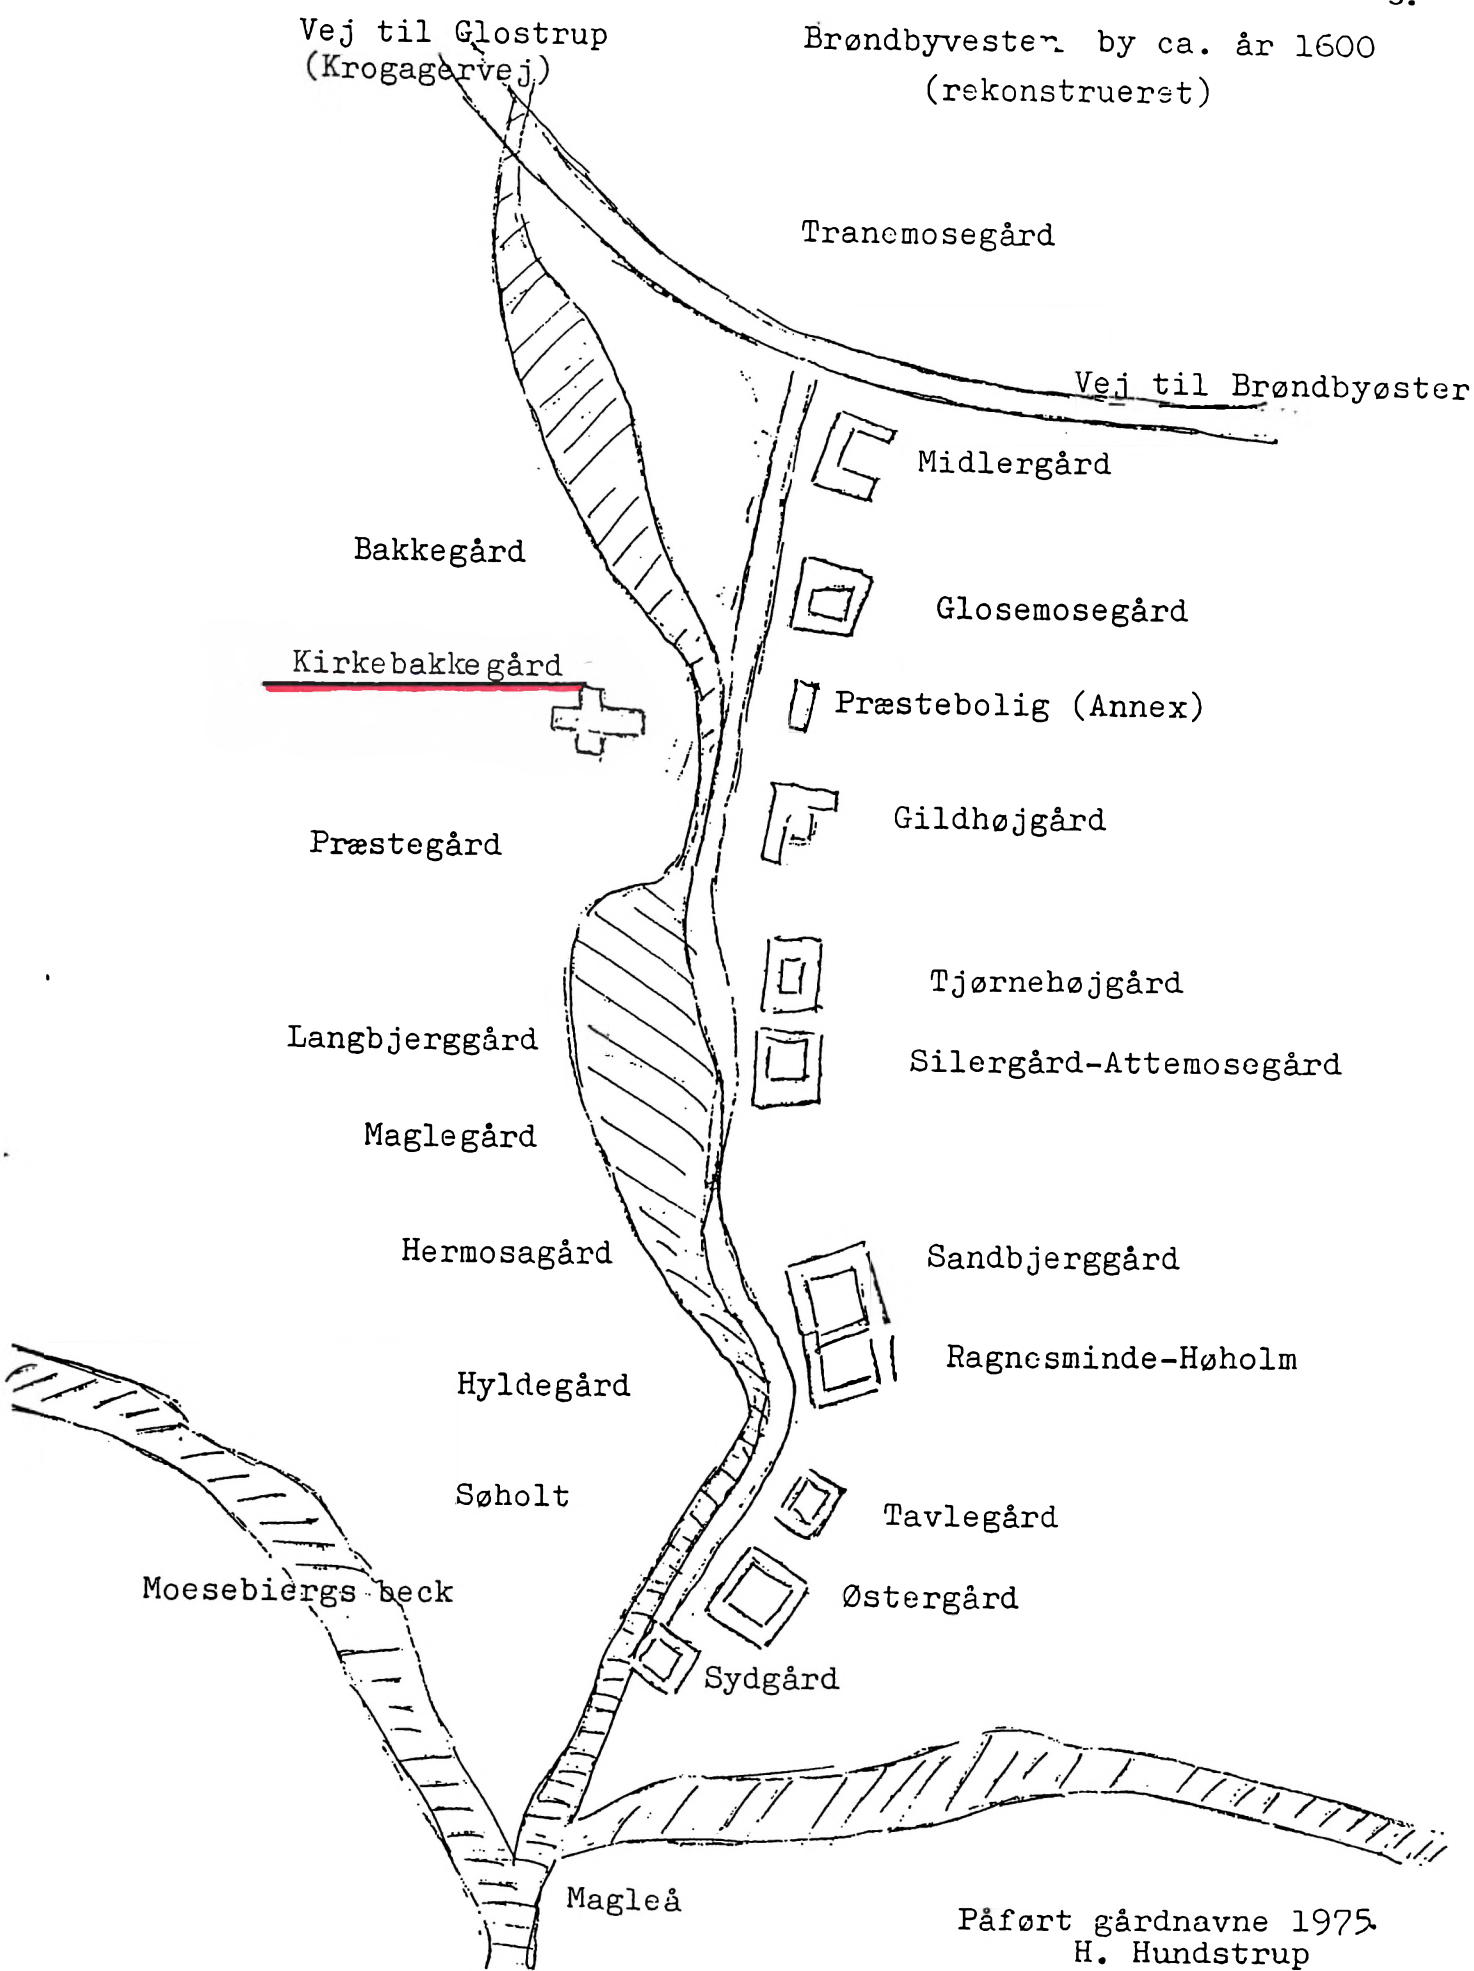 Vej til Glostrup
(Krogagervej)
Brøndbyvester by ca. år 1600
(rekonstrueret)
Tranemosegård
Vej til Brøndbyøster
Midlergård
Bakkegård
Glosemosegård
Kirkebakkegård
Præstebolig (Annex)
Gildhøjgård
Præstegård
Tjørnehøjgård
Langbjerggård
Silergård-Attemosegård
Maglegård
Hermosagård
Sandbjerggård
Ragnesminde-Høholm
Hyldegård
Søholt
Tavlegård
Moesebiergs beck
Østergård
Sydgård
Magleå
Påført gårdnavne 1975.
H. Hundstrup